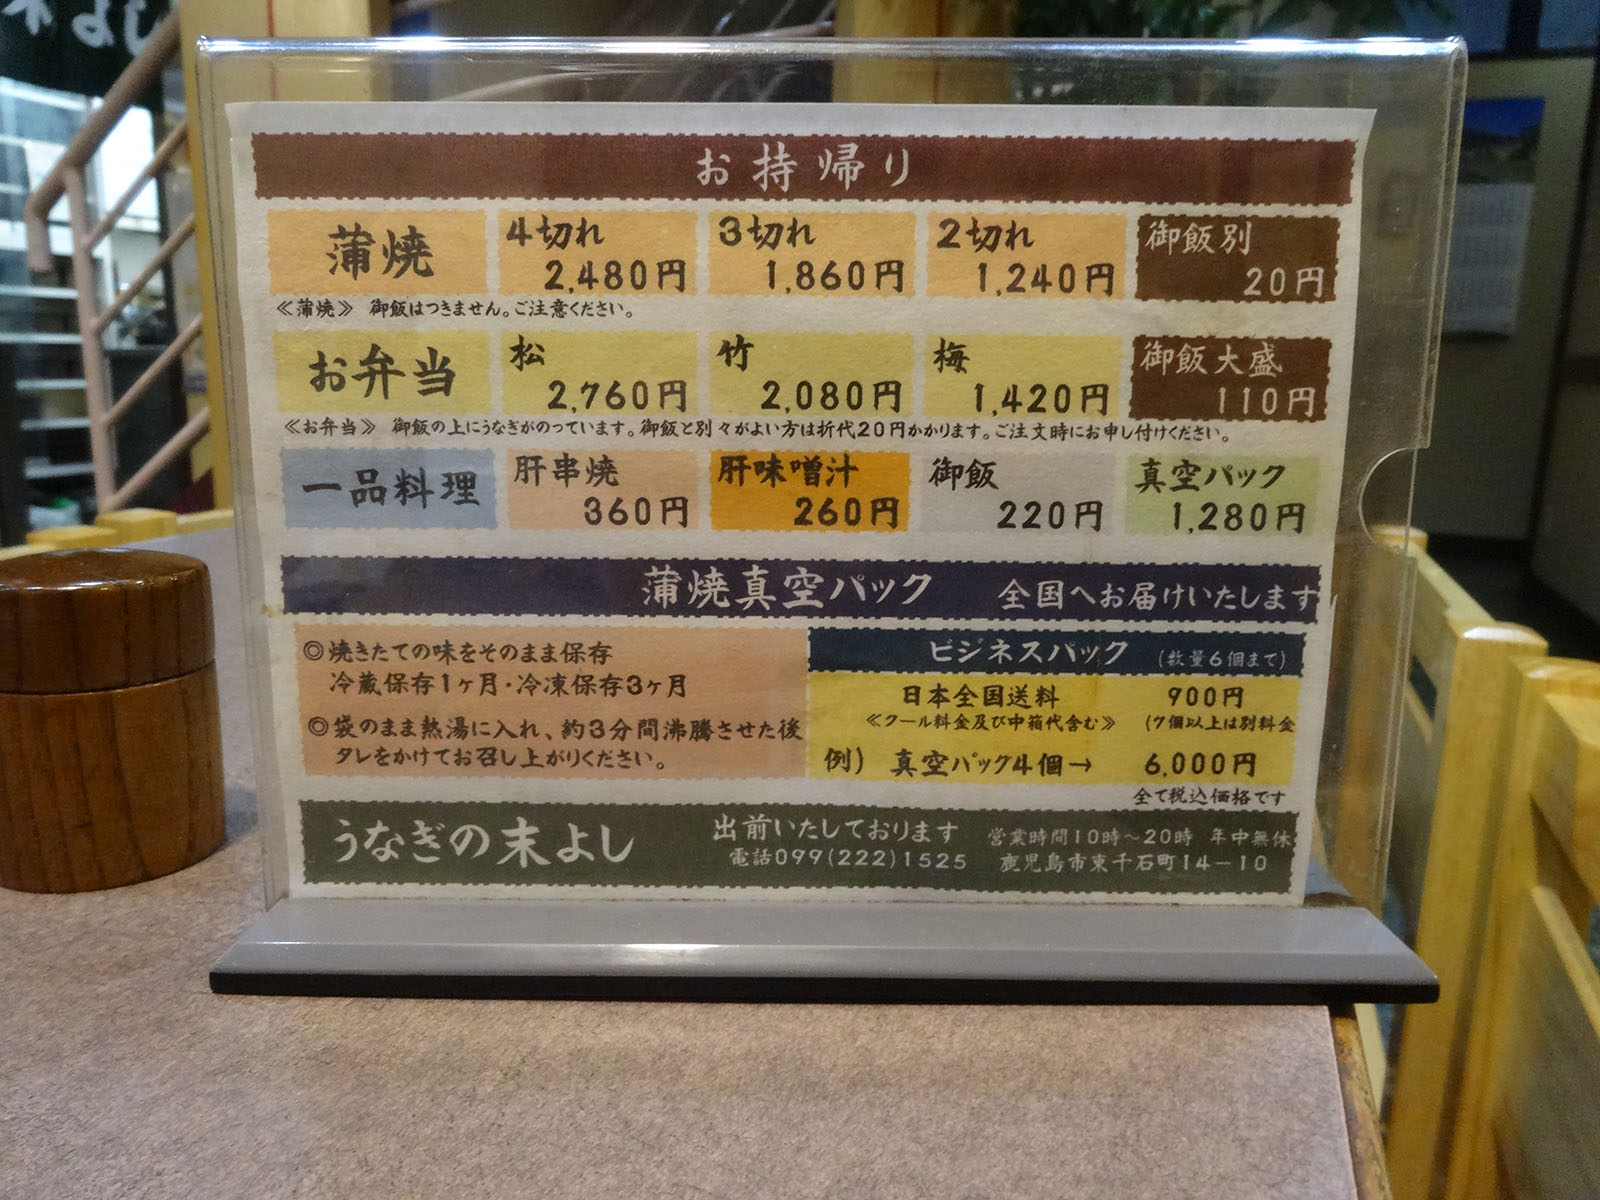 お持帰り
蒲焼 4切れ 2,480円 3切れ 1,860円 2切れ 1,240円 御飯別 20円
≪蒲焼≫ 御飯はつきません。ご注意ください。
お弁当 松 2,760円 竹 2,080円 梅 1,420円 御飯大盛 110円
≪お弁当≫ 御飯の上にうなぎがのっています。御飯と別々がよい方は折代20円かかります。ご注文時にお申し付けください。
一品料理 肝串焼 360円 肝味噌汁 260円 御飯 220円 真空パック 1,280円
蒲焼真空パック 全国へお届けいたします
◎焼きたての味をそのまま保存
冷蔵保存1ヶ月・冷凍保存3ヶ月
◎袋のまま熱湯に入れ、約3分間沸騰させた後
タレをかけてお召し上がりください。
ビジネスパック (数量6個まで)
日本全国送料 900円
≪クール料金及び中箱代含む≫ (7個以上は別料金
例) 真空パック4個→ 6,000円
全て税込価格です
うなぎの末よし
出前いたしております 営業時間10時~20時 年中無休
電話099(222)1525 鹿児島市東千石町14-10